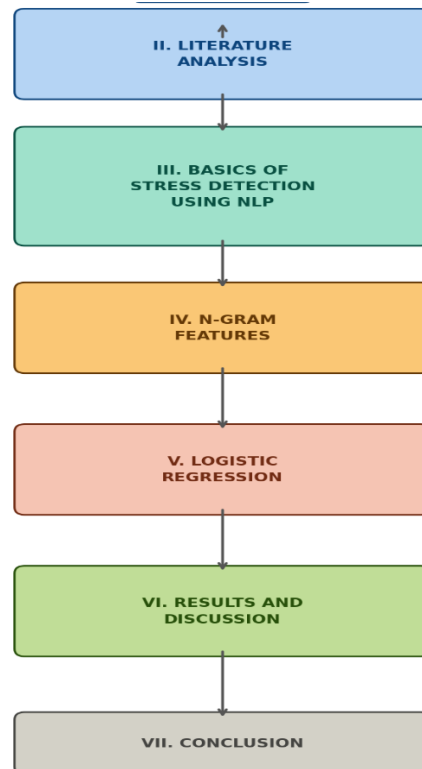 II. LITERATURE
ANALYSIS
III. BASICS OF
STRESS DETECTION
USING NLP
IV. N-GRAM
FEATURES
V. LOGISTIC
REGRESSION
VI. RESULTS AND
DISCUSSION
VII. CONCLUSION